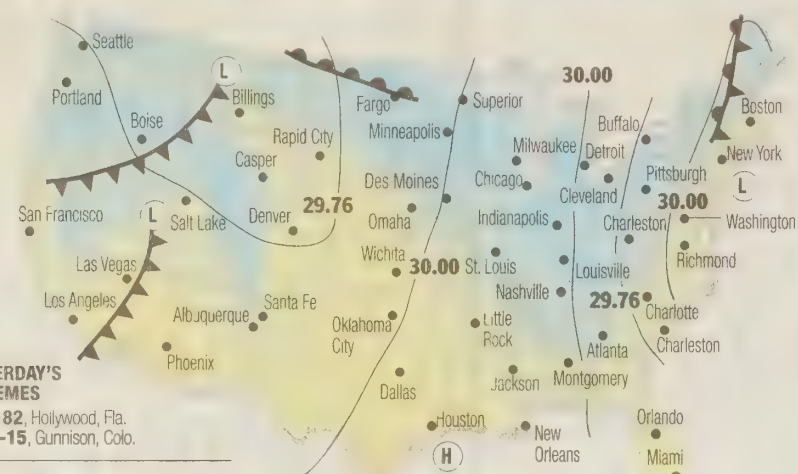 Seattle
Portland
Boise
L
Billings
Fargo
Superior
30.00
Buffalo
Boston
Minneapolis
Rapid City
Milwaukee
Detroit
New York
Casper
Des Moines
Chicago
Cleveland
Pittsburgh
L
San Francisco
L
Salt Lake
Denver
29.76
Omaha
Indianapolis
Charleston
30.00
Washington
Las Vegas
Wichita
30.00
St. Louis
Louisville
Richmond
Los Angeles
Albuquerque
Santa Fe
Nashville
29.76
Charlotte
Oklahoma
City
Little
Rock
Atlanta
Charleston
Phoenix
Dallas
Jackson
Montgomery
ERDAY'S
EMES
82, Hollywood, Fla.
-15, Gunnison, Colo.
Houston
H
New
Orleans
Orlando
Miami